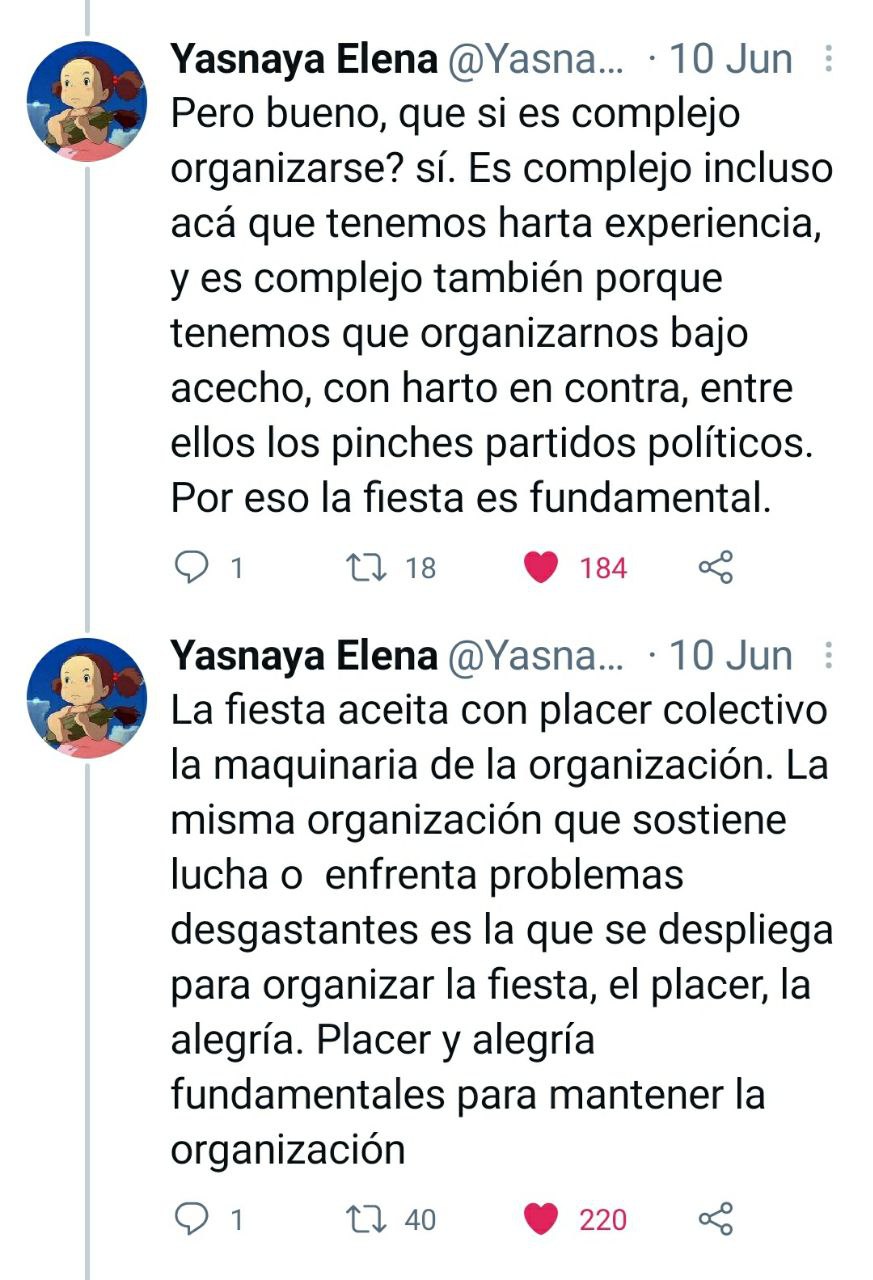 Yasnaya Elena @Yasna... · 10 Jun
Pero bueno, que si es complejo
organizarse? sí. Es complejo incluso
acá que tenemos harta experiencia,
y es complejo también porque
tenemos que organizarnos bajo
acecho, con harto en contra, entre
ellos los pinches partidos políticos.
Por eso la fiesta es fundamental.
1 18 184
Yasnaya Elena @Yasna... · 10 Jun
La fiesta aceita con placer colectivo
la maquinaria de la organización. La
misma organización que sostiene
lucha o  enfrenta problemas
desgastantes es la que se despliega
para organizar la fiesta, el placer, la
alegría. Placer y alegría
fundamentales para mantener la
organización
1 40 220